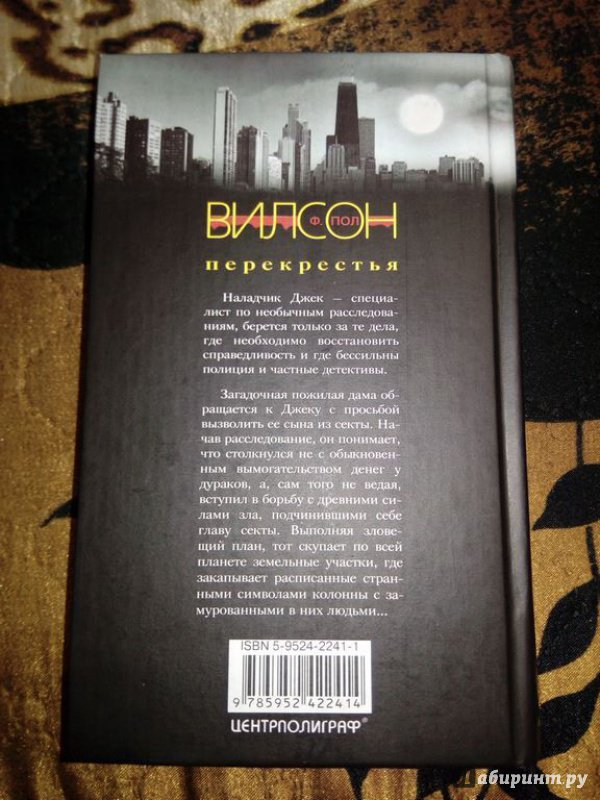 ВИЛСОН
Ф. ПОЛ
перекрестья
Наладчик Джек – специа-
лист по необычным расследова-
ниям, берется только за те дела,
где необходимо восстановить
справедливость и где бессильны
полиция и частные детективы.
Загадочная пожилая дама об-
ращается к Джеку с просьбой
вызволить ее сына из секты. На-
чав расследование, он понимает,
что столкнулся не с обыкновен-
ным вымогательством денег у
дураков, а, сам того не ведая,
вступил в борьбу с древними си-
лами зла, подчинившими себе
главу секты. Выполняя злове-
щий план, тот скупает по всей
планете земельные участки, где
закапывает расписанные стран-
ными символами колонны с за-
мурованными в них людьми...
ISBN 5-9524-2241-1
9 785952 422414
ЦЕНТРПОЛИГРАФ®
Лабиринт.ру